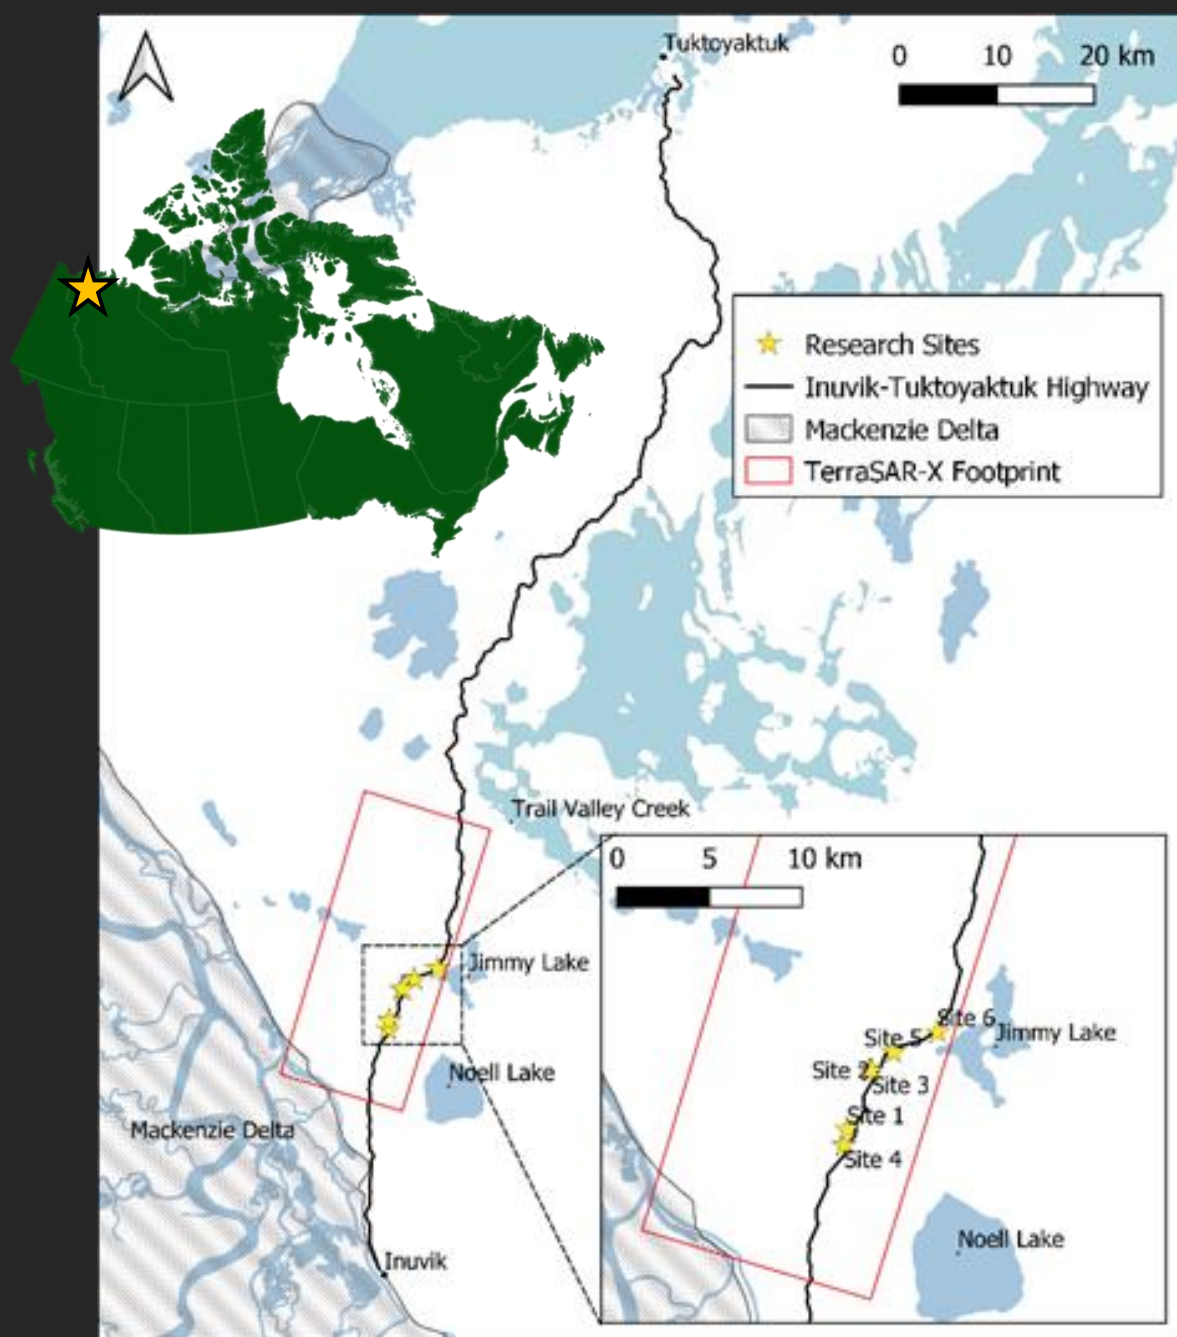 Tuktoyaktuk
0 10 20 km
Research Sites
Inuvik-Tuktoyaktuk Highway
Mackenzie Delta
TerraSAR-X Footprint
Trail Valley Creek
Jimmy Lake
Noell Lake
Mackenzie Delta
Inuvik
0 5 10 km
Site 6
Jimmy Lake
Site 5
Site 2
Site 3
Site 1
Site 4
Noell Lake